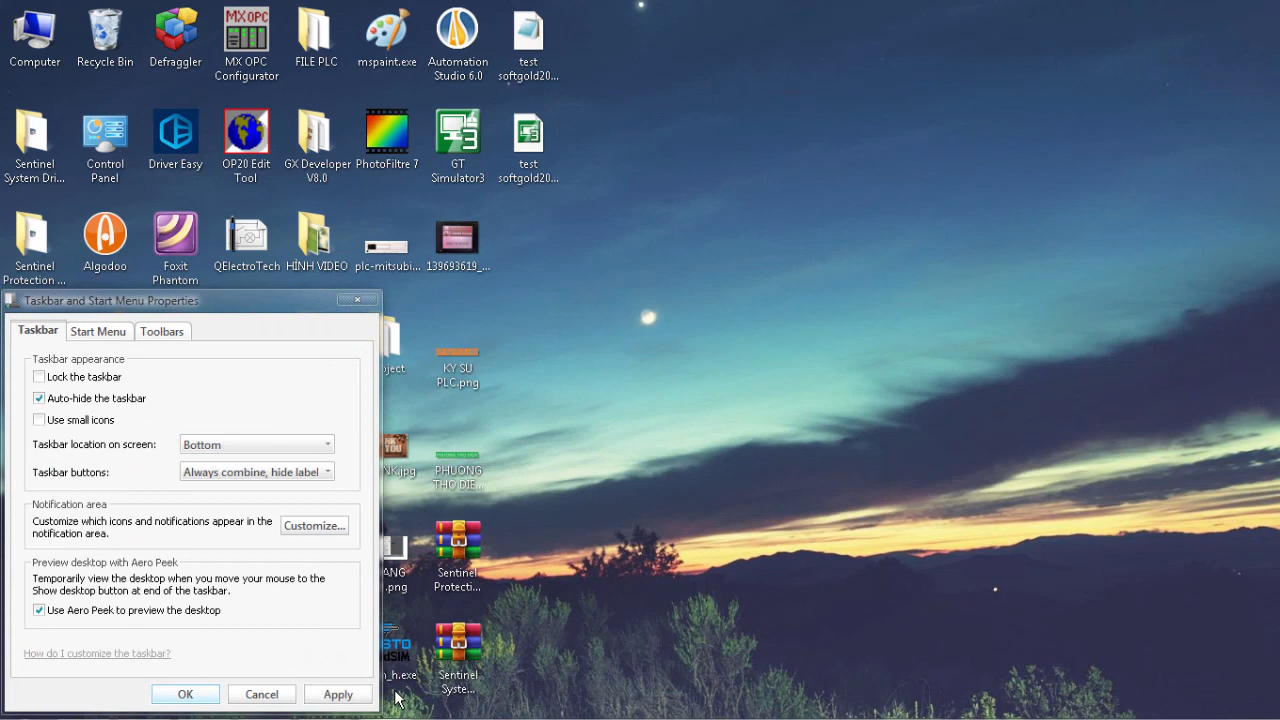 Computer
Recycle Bin
Defraggler
MX OPC
Configurator
FILE PLC
mspaint.exe
Automation
Studio 6.0
test
softgold20...
MX OPC
Sentinel
System Dri...
Control
Panel
Driver Easy
OP20 Edit
Tool
GX Developer
V8.0
PhotoFiltre 7
GT
Simulator3
test
softgold20...
Sentinel
Protection ...
Algodoo
Foxit
Phantom
QElectroTech
HÌNH VIDEO
plc-mitsubi...
139693619_...
Taskbar and Start Menu Properties
Taskbar
Start Menu
Toolbars
Taskbar appearance
Lock the taskbar
Auto-hide the taskbar
Use small icons
Taskbar location on screen:
Bottom
Taskbar buttons:
Always combine, hide label
Notification area
Customize which icons and notifications appear in the
notification area.
Customize...
Preview desktop with Aero Peek
Temporarily view the desktop when you move your mouse to the
Show desktop button at end of the taskbar.
Use Aero Peek to preview the desktop
How do I customize the taskbar?
OK
Cancel
Apply
oject
KY SU
PLC.png
NK.jpg
PHUONG
THO DIE...
ANG
.png
Sentinel
Protecti...
_h.exe
Sentinel
Syste...